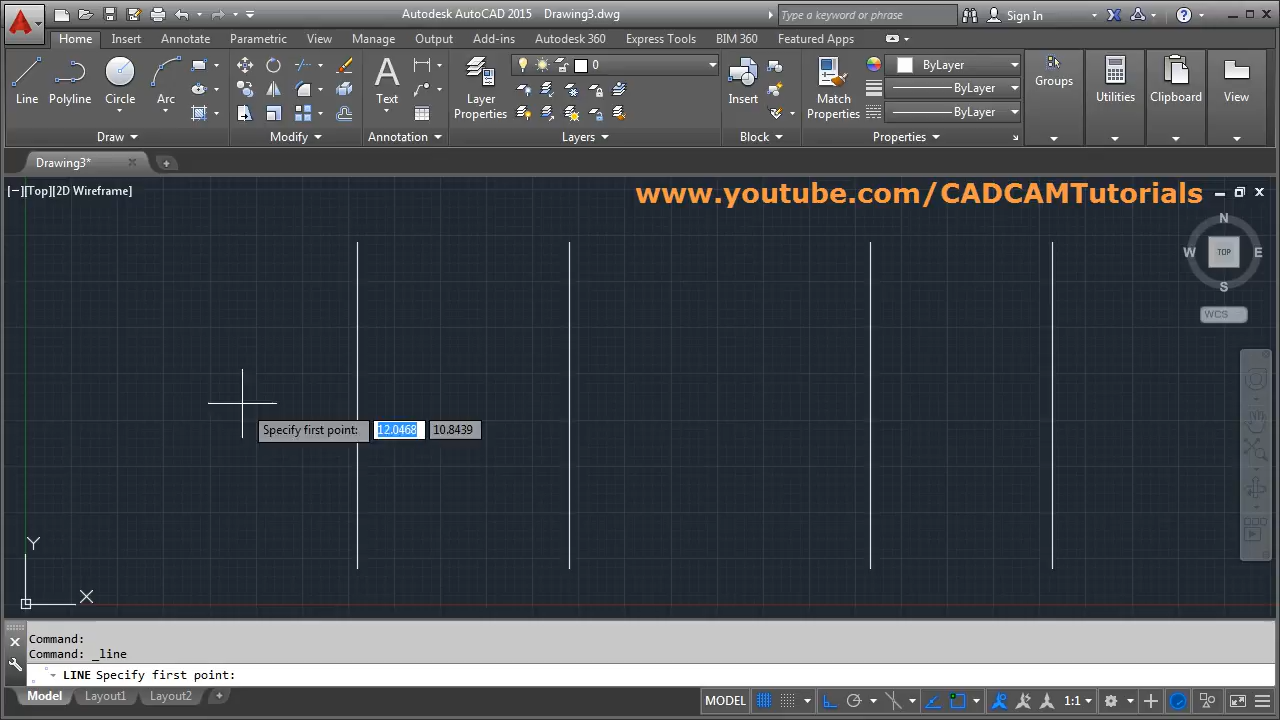 Autodesk AutoCAD 2015 Drawing3.dwg
Type a keyword or phrase
Sign In
Home Insert Annotate Parametric View Manage Output Add-ins Autodesk 360 Express Tools BIM 360 Featured Apps
Line Polyline Circle Arc
Draw
Modify
Text
Annotation
Layer Properties
0
Layers
Insert
Block
Match Properties
ByLayer
ByLayer
ByLayer
Properties
Groups
Utilities
Clipboard
View
Drawing3*
[−][Top][2D Wireframe]
www.youtube.com/CADCAMTutorials
N
W TOP E
S
WCS
Specify first point: 12.0468 10.8439
Y
X
Command:
Command: _line
LINE Specify first point:
Model Layout1 Layout2 +
MODEL 1:1